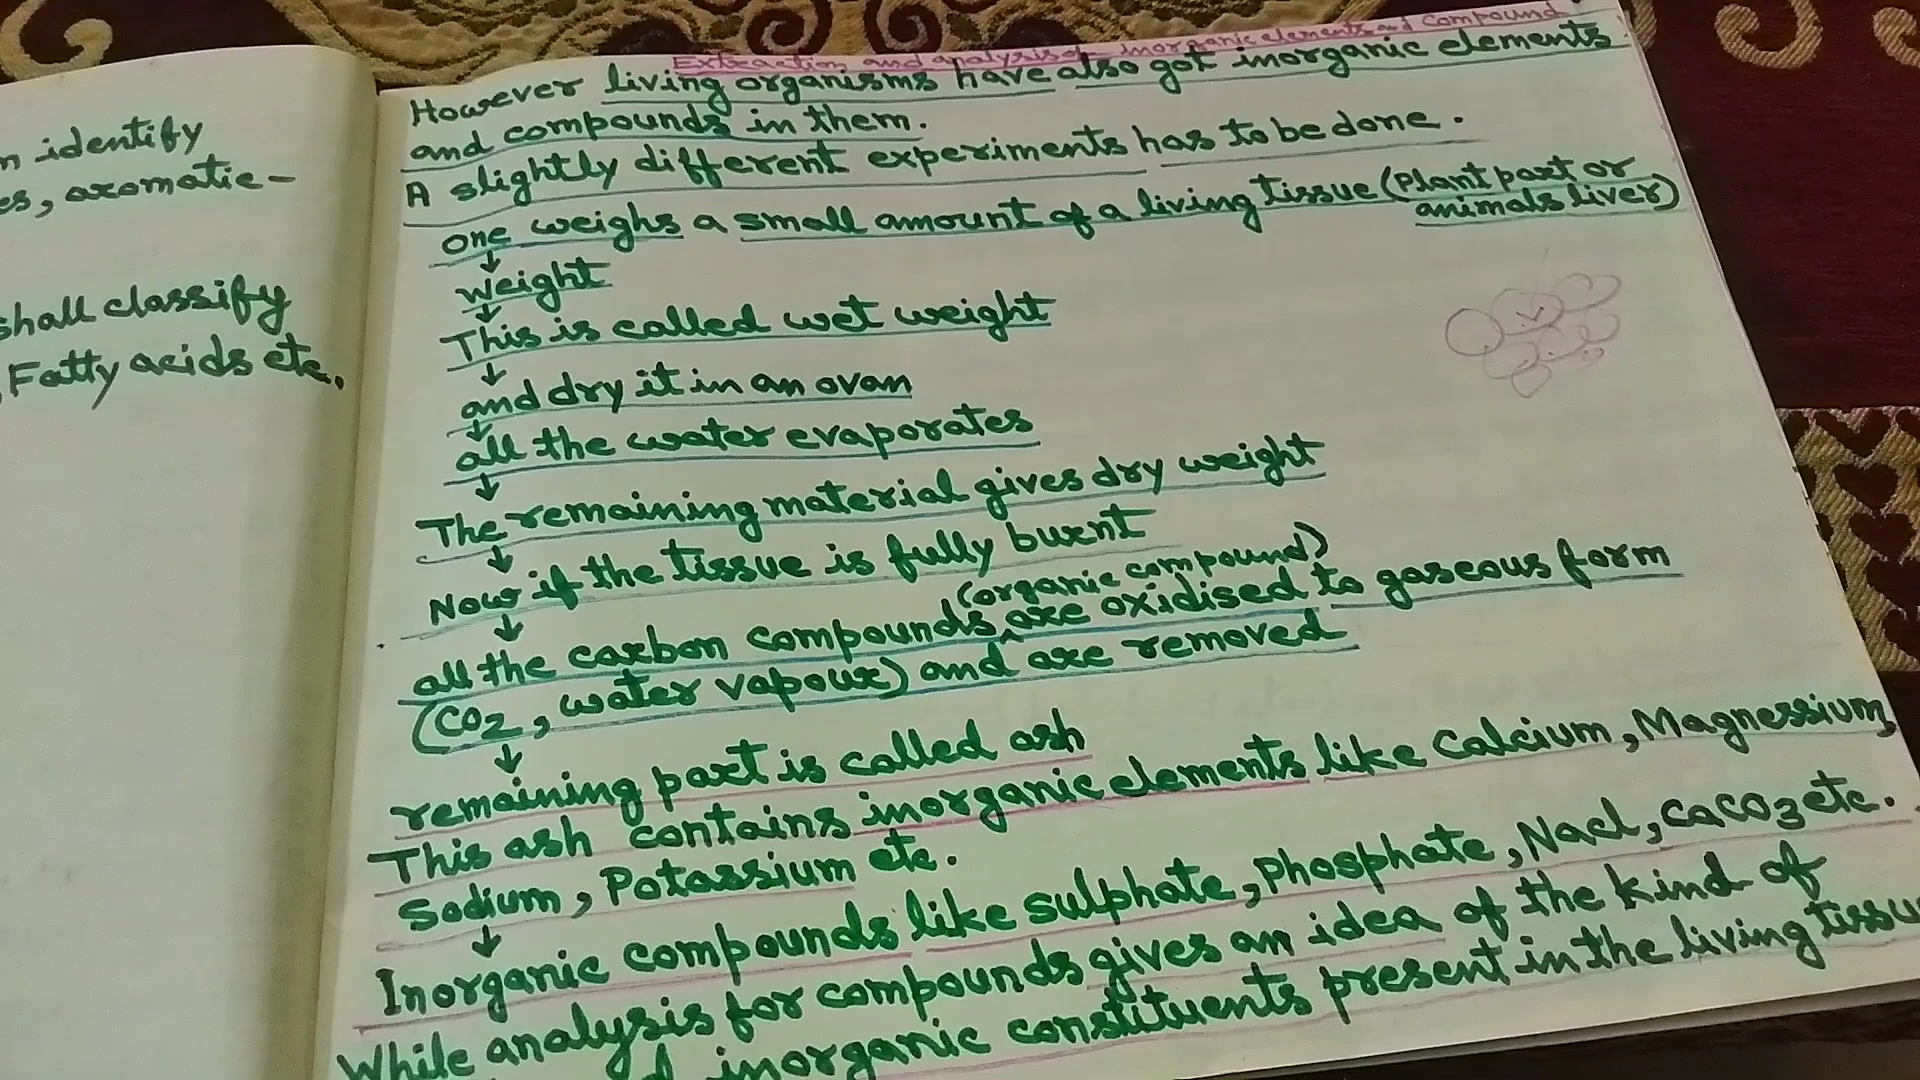 n identify
es, aromatic-
shall classify
, Fatty acids etc.
Extraction and analysis of inorganic elements and compound
However living organisms have also got inorganic elements
and compounds in them.
A slightly different experiments has to be done.
one weighs a small amount of a living tissue (Plant part or
animals liver)
↓
weight
↓
This is called wet weight
↓
and dry it in an ovan
↓
all the water evaporates
↓
The remaining material gives dry weight
↓
Now if the tissue is fully burnt
↓
(organic compound)
all the carbon compounds ^ are oxidised to gaseous form
(CO2, water vapour) and are removed
↓
remaining part is called ash
This ash contains inorganic elements like Calcium, Magnessium,
Sodium, Potassium etc.
↓
Inorganic compounds like sulphate, Phosphate, Nacl, CaCO3 etc.
While analysis for compounds gives an idea of the kind of
inorganic constituents present in the living tissu